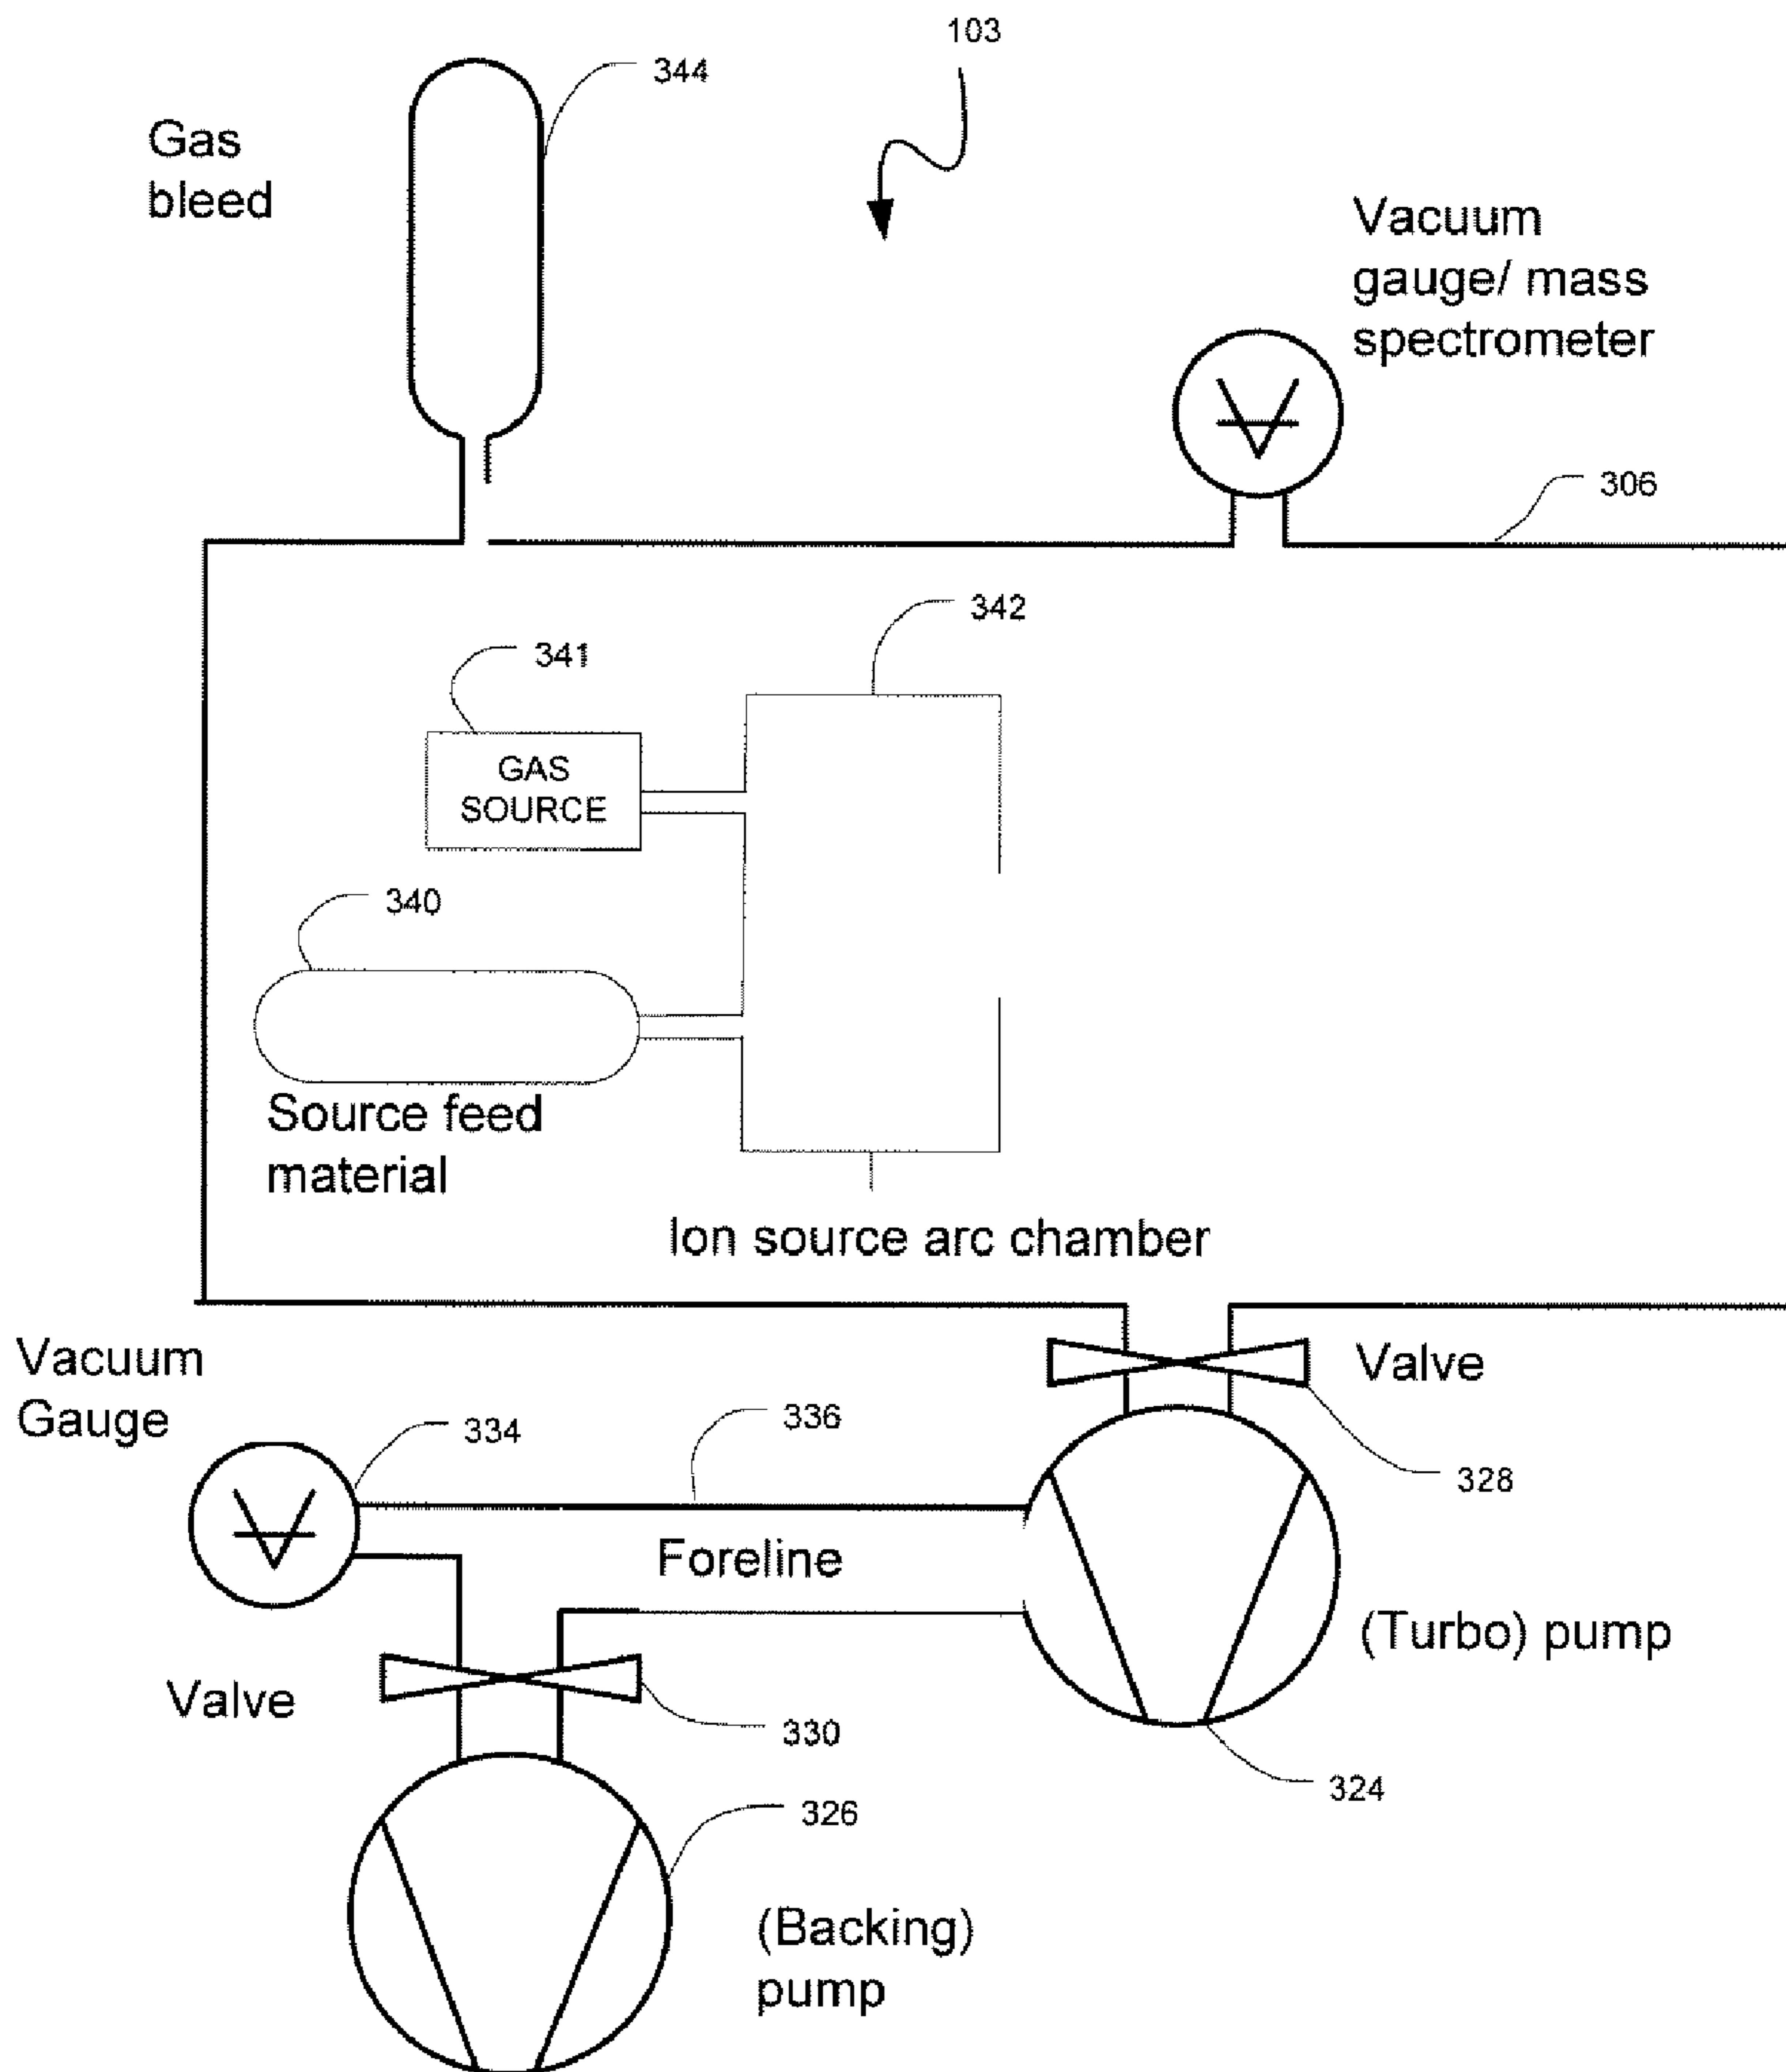 103
344
Gas
bleed
Vacuum
gauge/ mass
spectrometer
306
342
341
GAS
SOURCE
340
Source feed
material
Ion source arc chamber
Vacuum
Gauge
Valve
334
336
328
Foreline
(Turbo) pump
Valve
330
324
326
(Backing)
pump